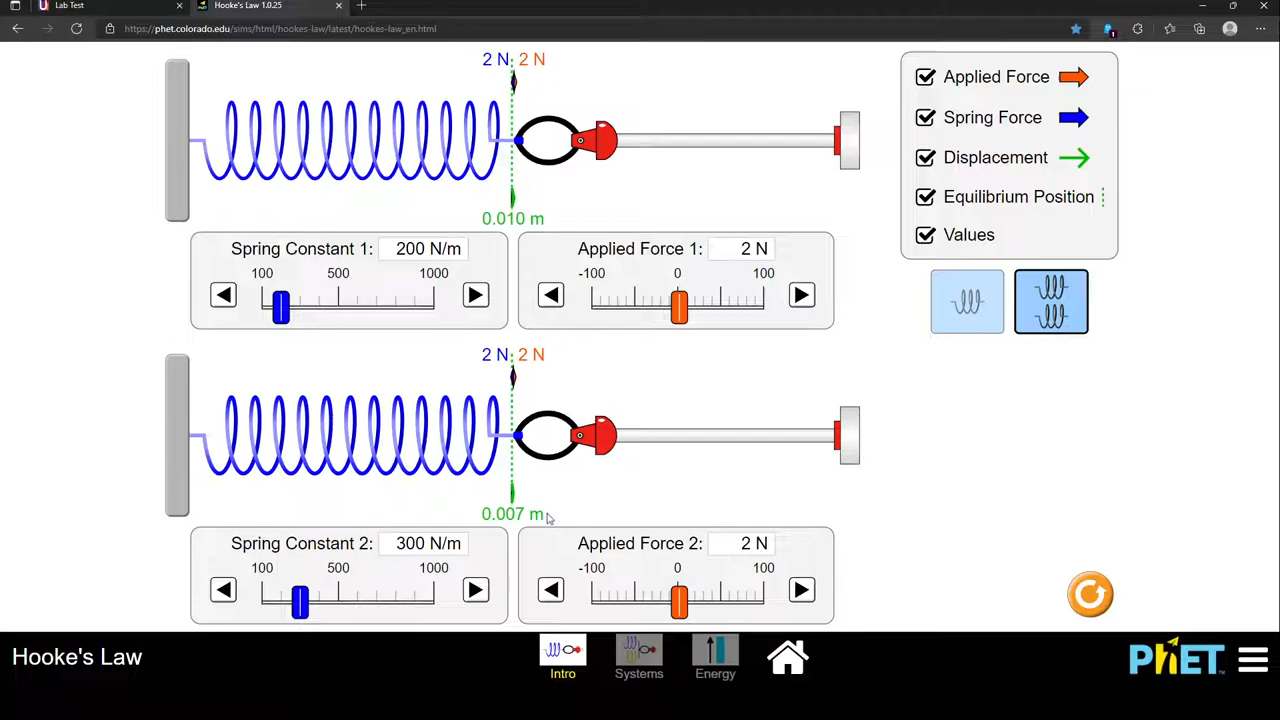 Lab Test
Hooke's Law 1.0.25
https://phet.colorado.edu/sims/html/hookes-law/latest/hookes-law_en.html
1
2 N 2 N
0.010 m
Applied Force
Spring Force
Displacement
Equilibrium Position
Values
Spring Constant 1: 200 N/m
100 500 1000
Applied Force 1: 2 N
-100 0 100
2 N 2 N
0.007 m
Spring Constant 2: 300 N/m
100 500 1000
Applied Force 2: 2 N
-100 0 100
Hooke's Law
Intro
Systems
Energy
PhET